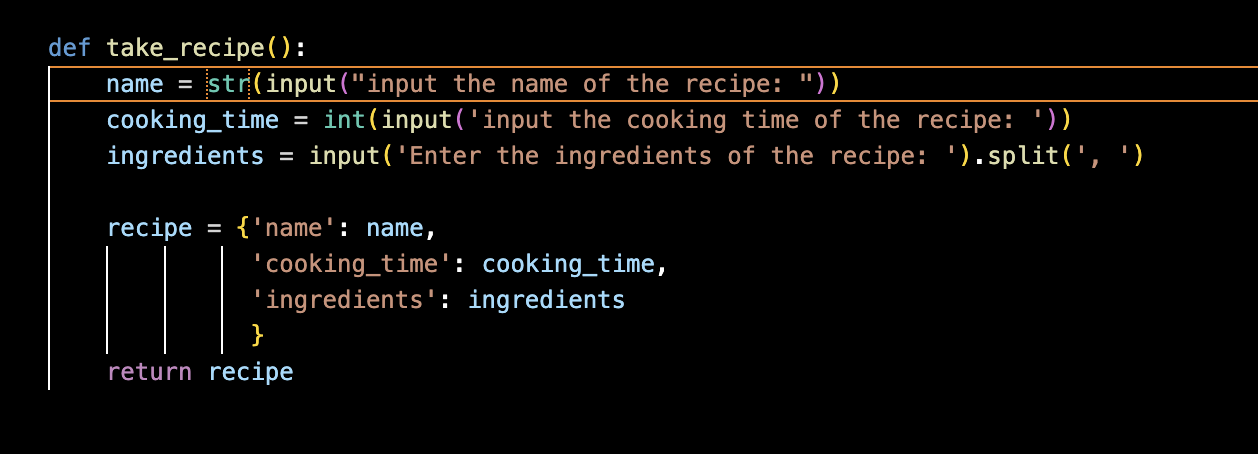 def take_recipe():
    name = str(input("input the name of the recipe: "))
    cooking_time = int(input('input the cooking time of the recipe: '))
    ingredients = input('Enter the ingredients of the recipe: ').split(', ')
    recipe = {'name': name,
              'cooking_time': cooking_time,
              'ingredients': ingredients
              }
    return recipe